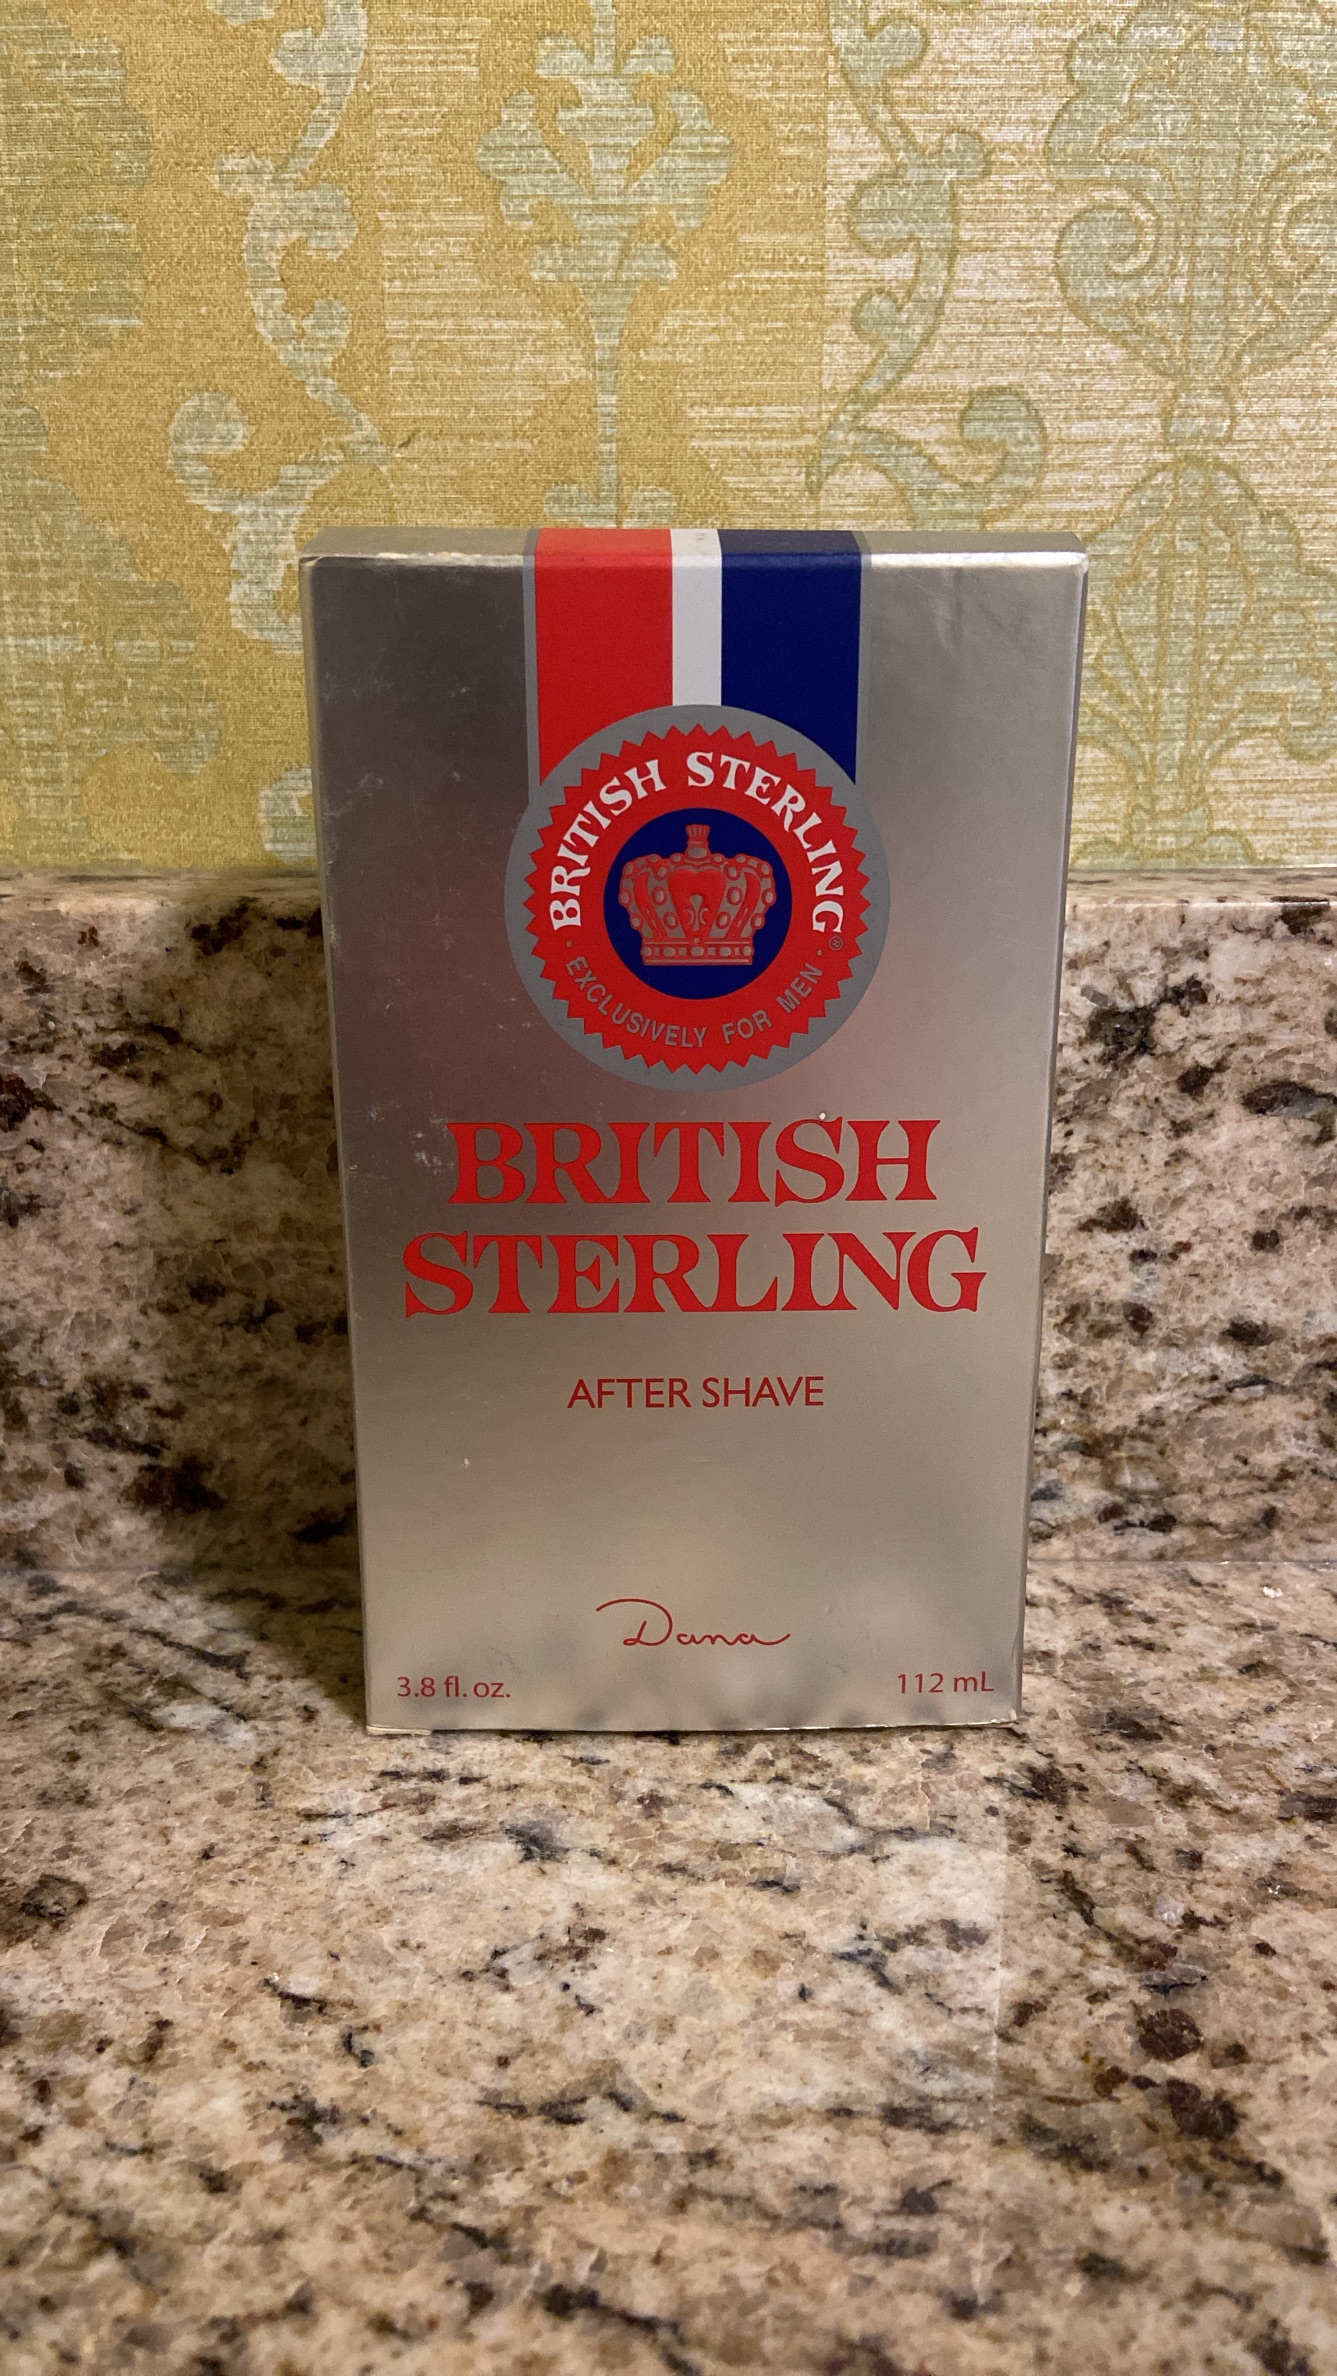 BRITISH STERLING®
· EXCLUSIVELY FOR MEN ·
BRITISH
STERLING
AFTER SHAVE
Dana
3.8 fl. oz.
112 mL